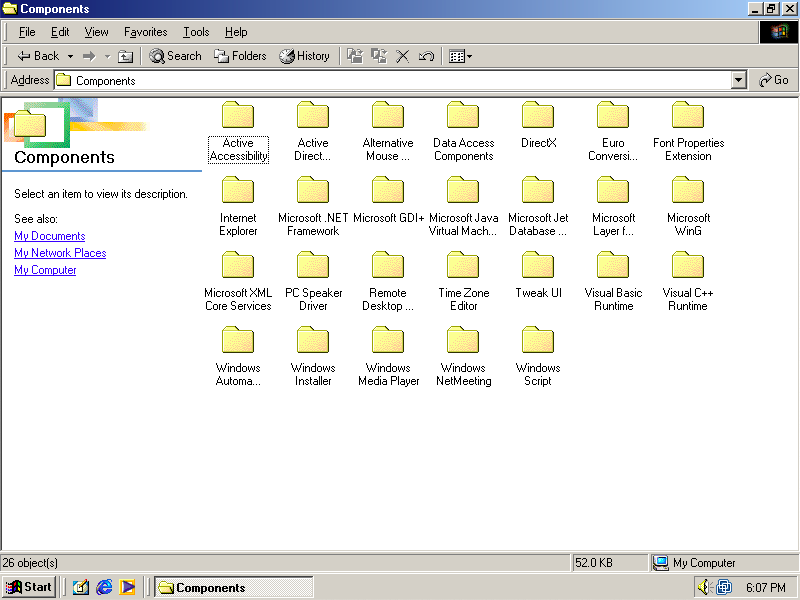 Components
File Edit View Favorites Tools Help
Back Search Folders History
Address Components Go
Components
Select an item to view its description.
See also:
My Documents
My Network Places
My Computer
Active
Accessibility
Active
Direct...
Alternative
Mouse ...
Data Access
Components
DirectX
Euro
Conversi...
Font Properties
Extension
Internet
Explorer
Microsoft .NET
Framework
Microsoft GDI+
Microsoft Java
Virtual Mach...
Microsoft Jet
Database ...
Microsoft
Layer f...
Microsoft
WinG
Microsoft XML
Core Services
PC Speaker
Driver
Remote
Desktop ...
Time Zone
Editor
Tweak UI
Visual Basic
Runtime
Visual C++
Runtime
Windows
Automa...
Windows
Installer
Windows
Media Player
Windows
NetMeeting
Windows
Script
26 object(s) 52.0 KB My Computer
Start Components 6:07 PM